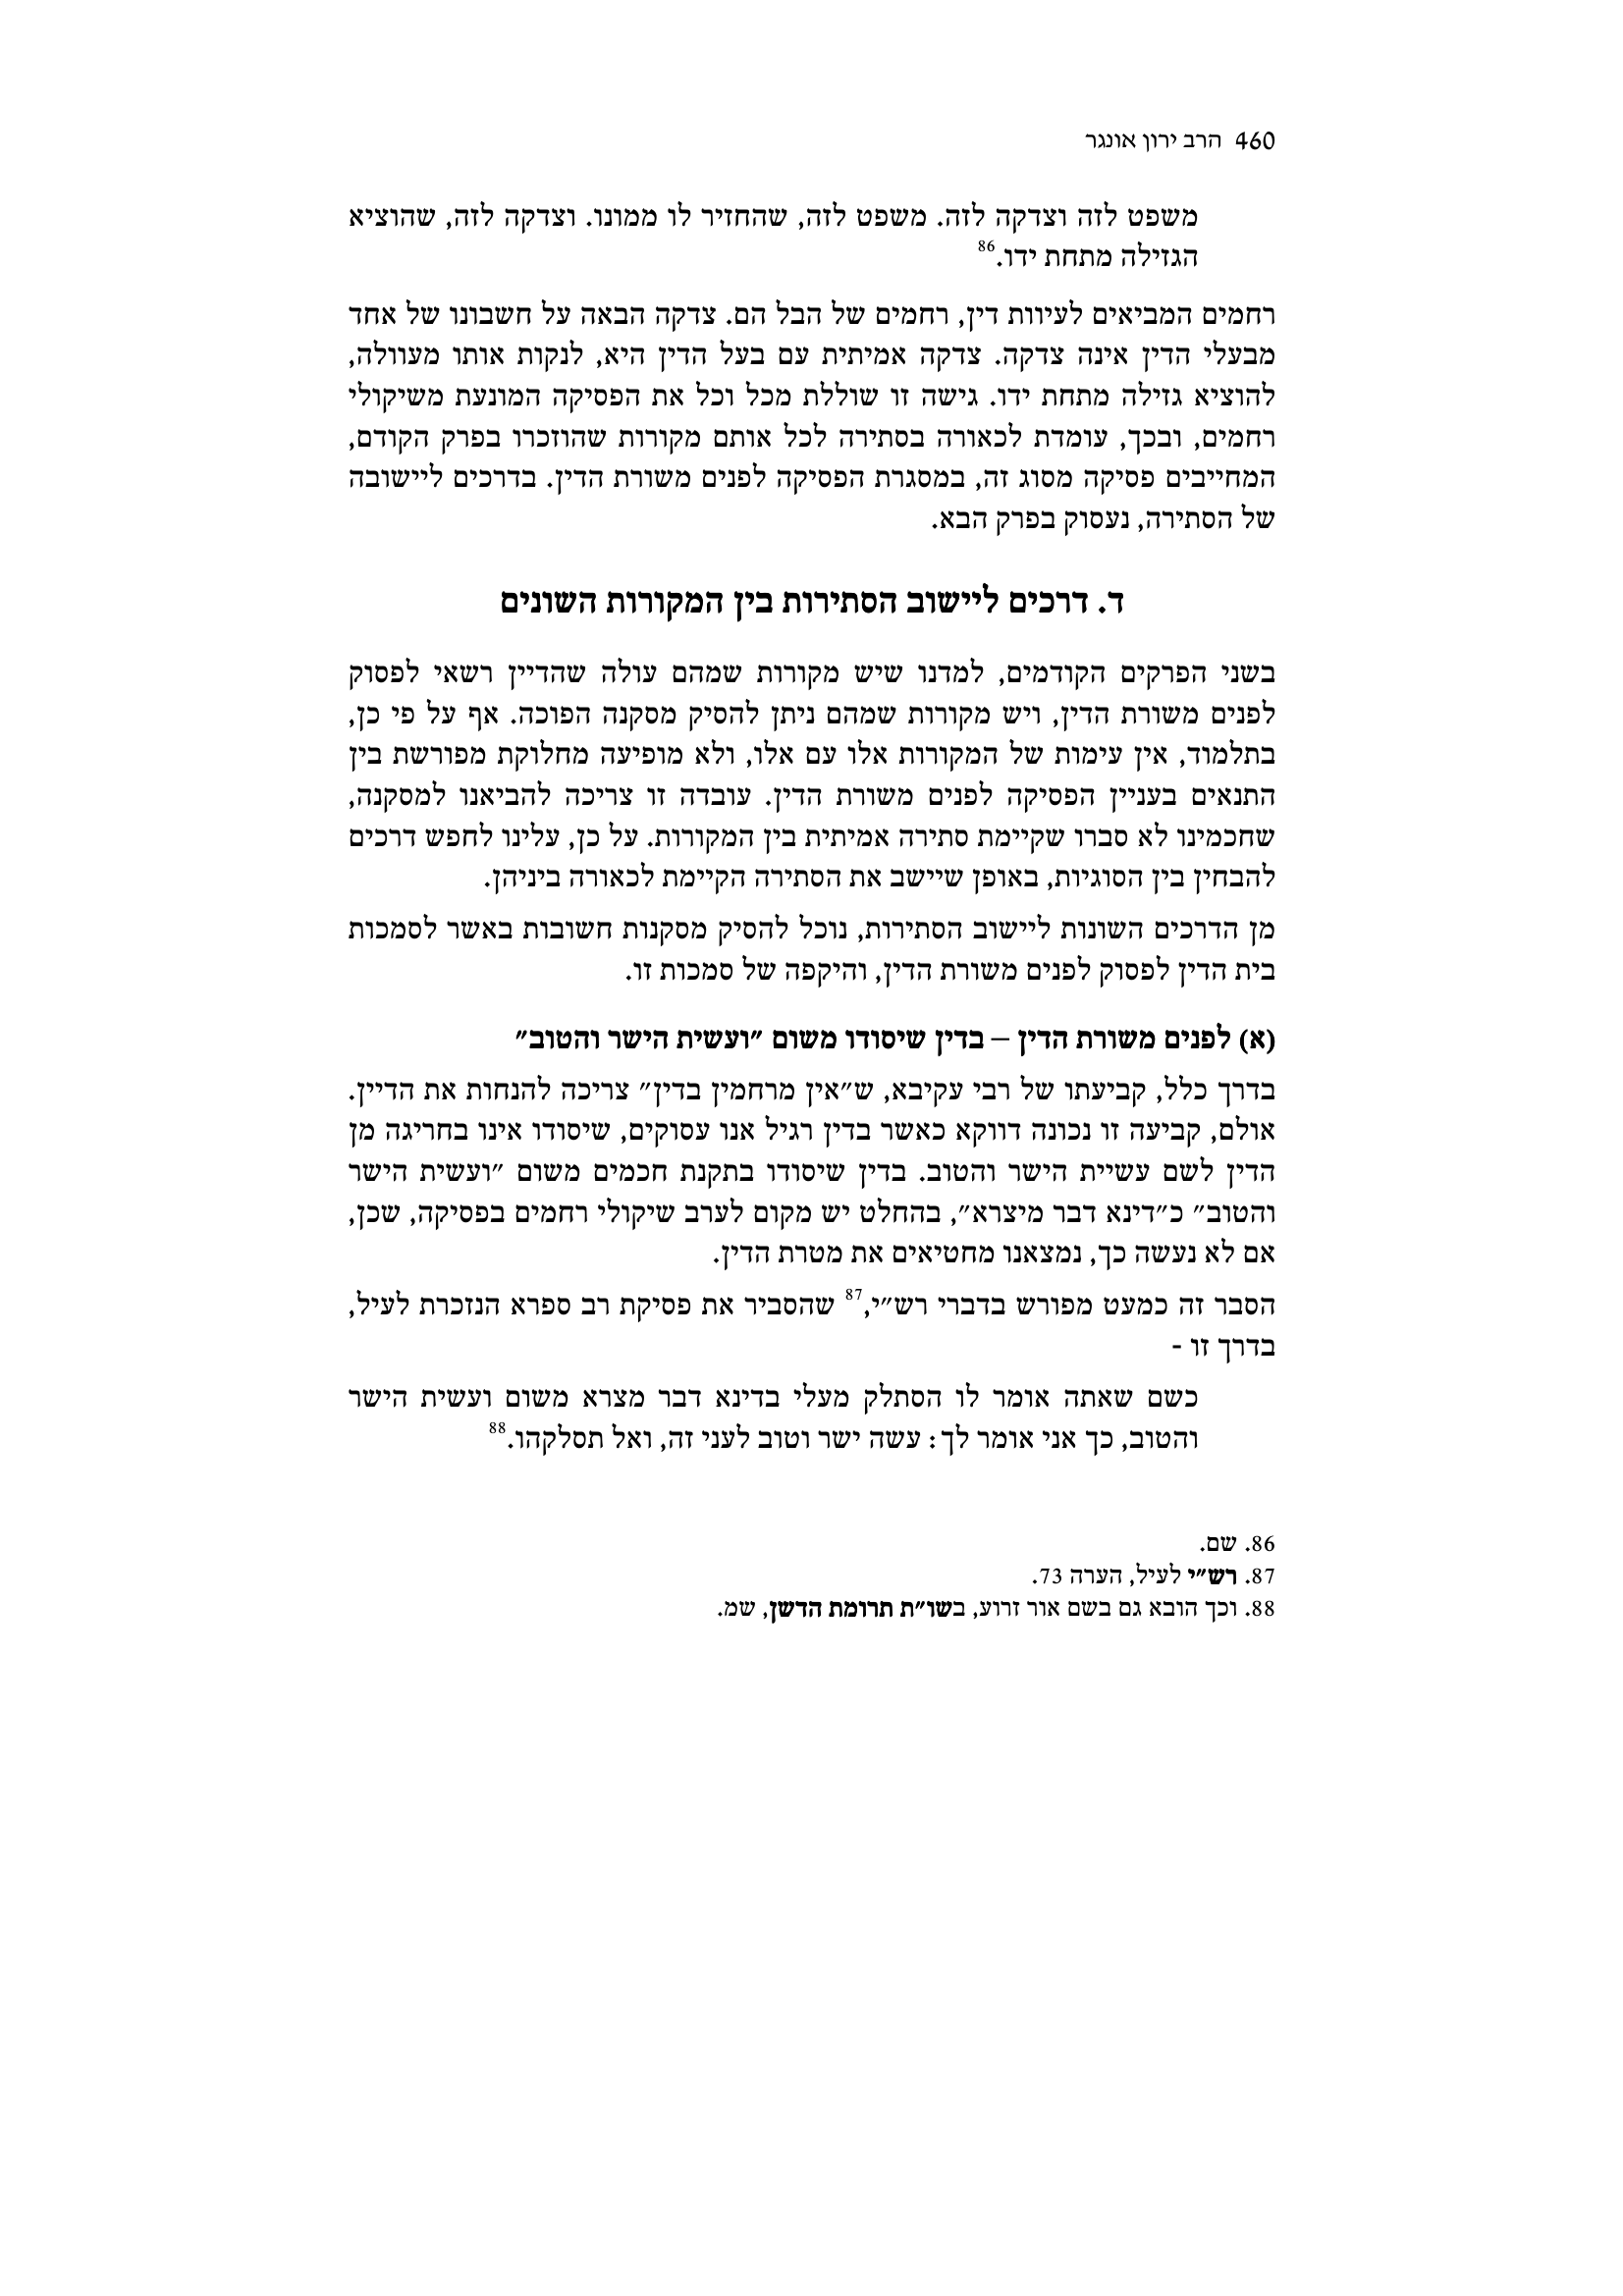 460 הרב ירון אונגר
משפט לזה וצדקה לזה. משפט לזה, שהחזיר לו ממונו. וצדקה לזה, שהוציא
הגזילה מתחת ידו.86
רחמים המביאים לעיוות דין, רחמים של הבל הם. צדקה הבאה על חשבונו של אחד
מבעלי הדין אינה צדקה. צדקה אמיתית עם בעל הדין היא, לנקות אותו מעוולה,
להוציא גזילה מתחת ידו. גישה זו שוללת מכל וכל את הפסיקה המונעת משיקולי
רחמים, ובכך, עומדת לכאורה בסתירה לכל אותם מקורות שהוזכרו בפרק הקודם,
המחייבים פסיקה מסוג זה, במסגרת הפסיקה לפנים משורת הדין. בדרכים ליישובה
של הסתירה, נעסוק בפרק הבא.
ד. דרכים ליישוב הסתירות בין המקורות השונים
בשני הפרקים הקודמים, למדנו שיש מקורות שמהם עולה שהדיין רשאי לפסוק
לפנים משורת הדין, ויש מקורות שמהם ניתן להסיק מסקנה הפוכה. אף על פי כן,
בתלמוד, אין עימות של המקורות אלו עם אלו, ולא מופיעה מחלוקת מפורשת בין
התנאים בעניין הפסיקה לפנים משורת הדין. עובדה זו צריכה להביאנו למסקנה,
שחכמינו לא סברו שקיימת סתירה אמיתית בין המקורות. על כן, עלינו לחפש דרכים
להבחין בין הסוגיות, באופן שיישב את הסתירה הקיימת לכאורה ביניהן.
מן הדרכים השונות ליישוב הסתירות, נוכל להסיק מסקנות חשובות באשר לסמכות
בית הדין לפסוק לפנים משורת הדין, והיקפה של סמכות זו.
(א) לפנים משורת הדין – בדין שיסודו משום ״ועשית הישר והטוב״
בדרך כלל, קביעתו של רבי עקיבא, ש״אין מרחמין בדין״ צריכה להנחות את הדיין.
אולם, קביעה זו נכונה דווקא כאשר בדין רגיל אנו עסוקים, שיסודו אינו בחריגה מן
הדין לשם עשיית הישר והטוב. בדין שיסודו בתקנת חכמים משום ״ועשית הישר
והטוב״ כ״דינא דבר מיצרא״, בהחלט יש מקום לערב שיקולי רחמים בפסיקה, שכן,
אם לא נעשה כך, נמצאנו מחטיאים את מטרת הדין.
הסבר זה כמעט מפורש בדברי רש״י,87 שהסביר את פסיקת רב ספרא הנזכרת לעיל,
בדרך זו -
כשם שאתה אומר לו הסתלק מעלי בדינא דבר מצרא משום ועשית הישר
והטוב, כך אני אומר לך: עשה ישר וטוב לעני זה, ואל תסלקהו.88
86. שם.
87. רש״י לעיל, הערה 73.
88. וכך הובא גם בשם אור זרוע, בשו״ת תרומת הדשן, שמ.